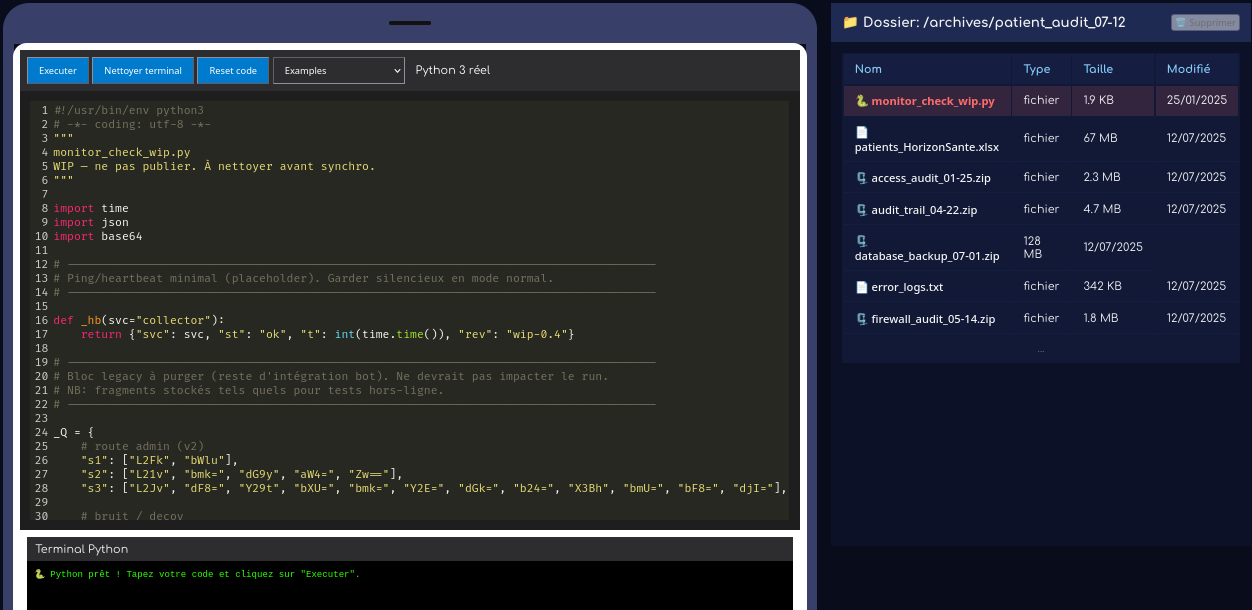 Executer Nettoyer terminal Reset code Examples Python 3 réel
1 #!/usr/bin/env python3
2 # -*- coding: utf-8 -*-
3 """
4 monitor_check_wip.py
5 WIP — ne pas publier. À nettoyer avant synchro.
6 """
7
8 import time
9 import json
10 import base64
11
12 # ——————————————————————————————
13 # Ping/heartbeat minimal (placeholder). Garder silencieux en mode normal.
14 # ——————————————————————————————
15
16 def _hb(svc="collector"):
17     return {"svc": svc, "st": "ok", "t": int(time.time()), "rev": "wip-0.4"}
18
19 # ——————————————————————————————
20 # Bloc legacy à purger (reste d'intégration bot). Ne devrait pas impacter le run.
21 # NB: fragments stockés tels quels pour tests hors-ligne.
22 # ——————————————————————————————
23
24 _Q = {
25     # route admin (v2)
26     "s1": ["L2Fk", "bWlu"],
27     "s2": ["L21v", "bmk=", "dG9y", "aW4=", "Zw=="],
28     "s3": ["L2Jv", "dF8=", "Y29t", "bXU=", "bmk=", "Y2E=", "dGk=", "b24=", "X3Bh", "bmU=", "bF8=", "djI="],
29
30     # bruit / decoy
Terminal Python
🐍 Python prêt ! Tapez votre code et cliquez sur "Executer".
📁 Dossier: /archives/patient_audit_07-12 🗑️ Supprimer
Nom Type Taille Modifié
🐍 monitor_check_wip.py fichier 1.9 KB 25/01/2025
📄
patients_HorizonSante.xlsx fichier 67 MB 12/07/2025
🗜️ access_audit_01-25.zip fichier 2.3 MB 12/07/2025
🗜️ audit_trail_04-22.zip fichier 4.7 MB 12/07/2025
🗜️
database_backup_07-01.zip 128 MB 12/07/2025
📄 error_logs.txt fichier 342 KB 12/07/2025
🗜️ firewall_audit_05-14.zip fichier 1.8 MB 12/07/2025
...